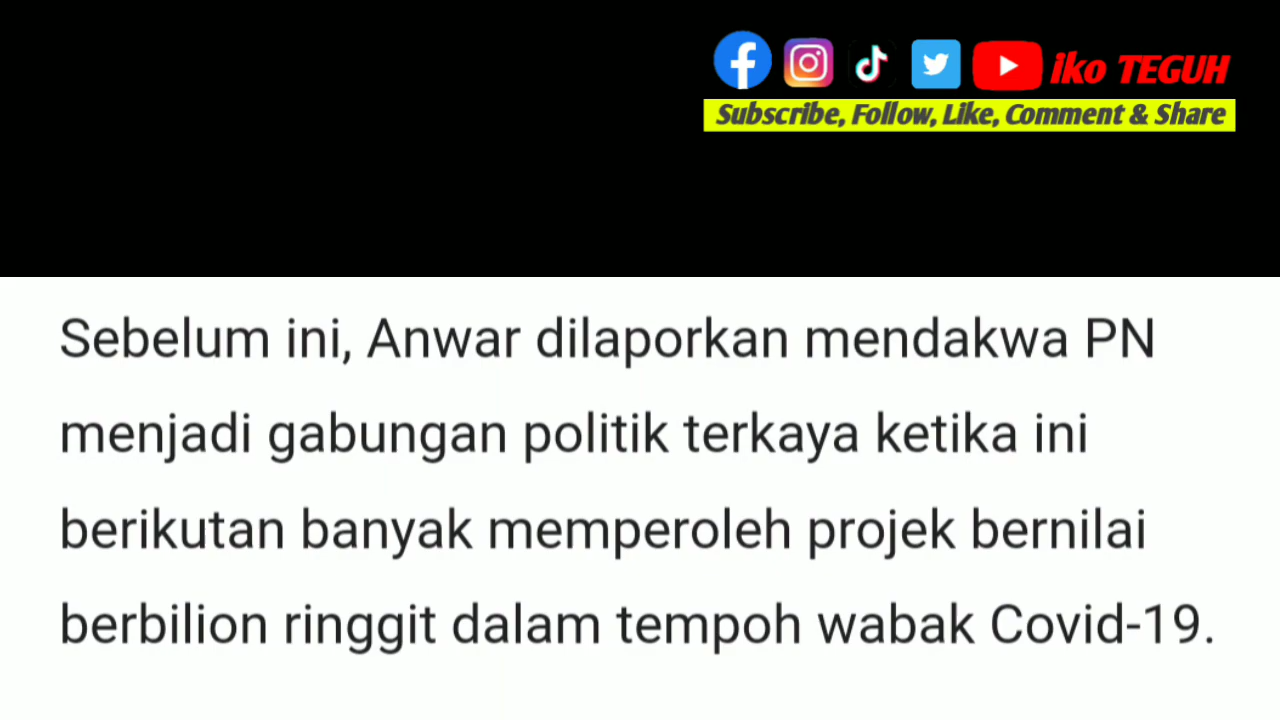 iko TEGUH
Subscribe, Follow, Like, Comment & Share
Sebelum ini, Anwar dilaporkan mendakwa PN
menjadi gabungan politik terkaya ketika ini
berikutan banyak memperoleh projek bernilai
berbilion ringgit dalam tempoh wabak Covid-19.